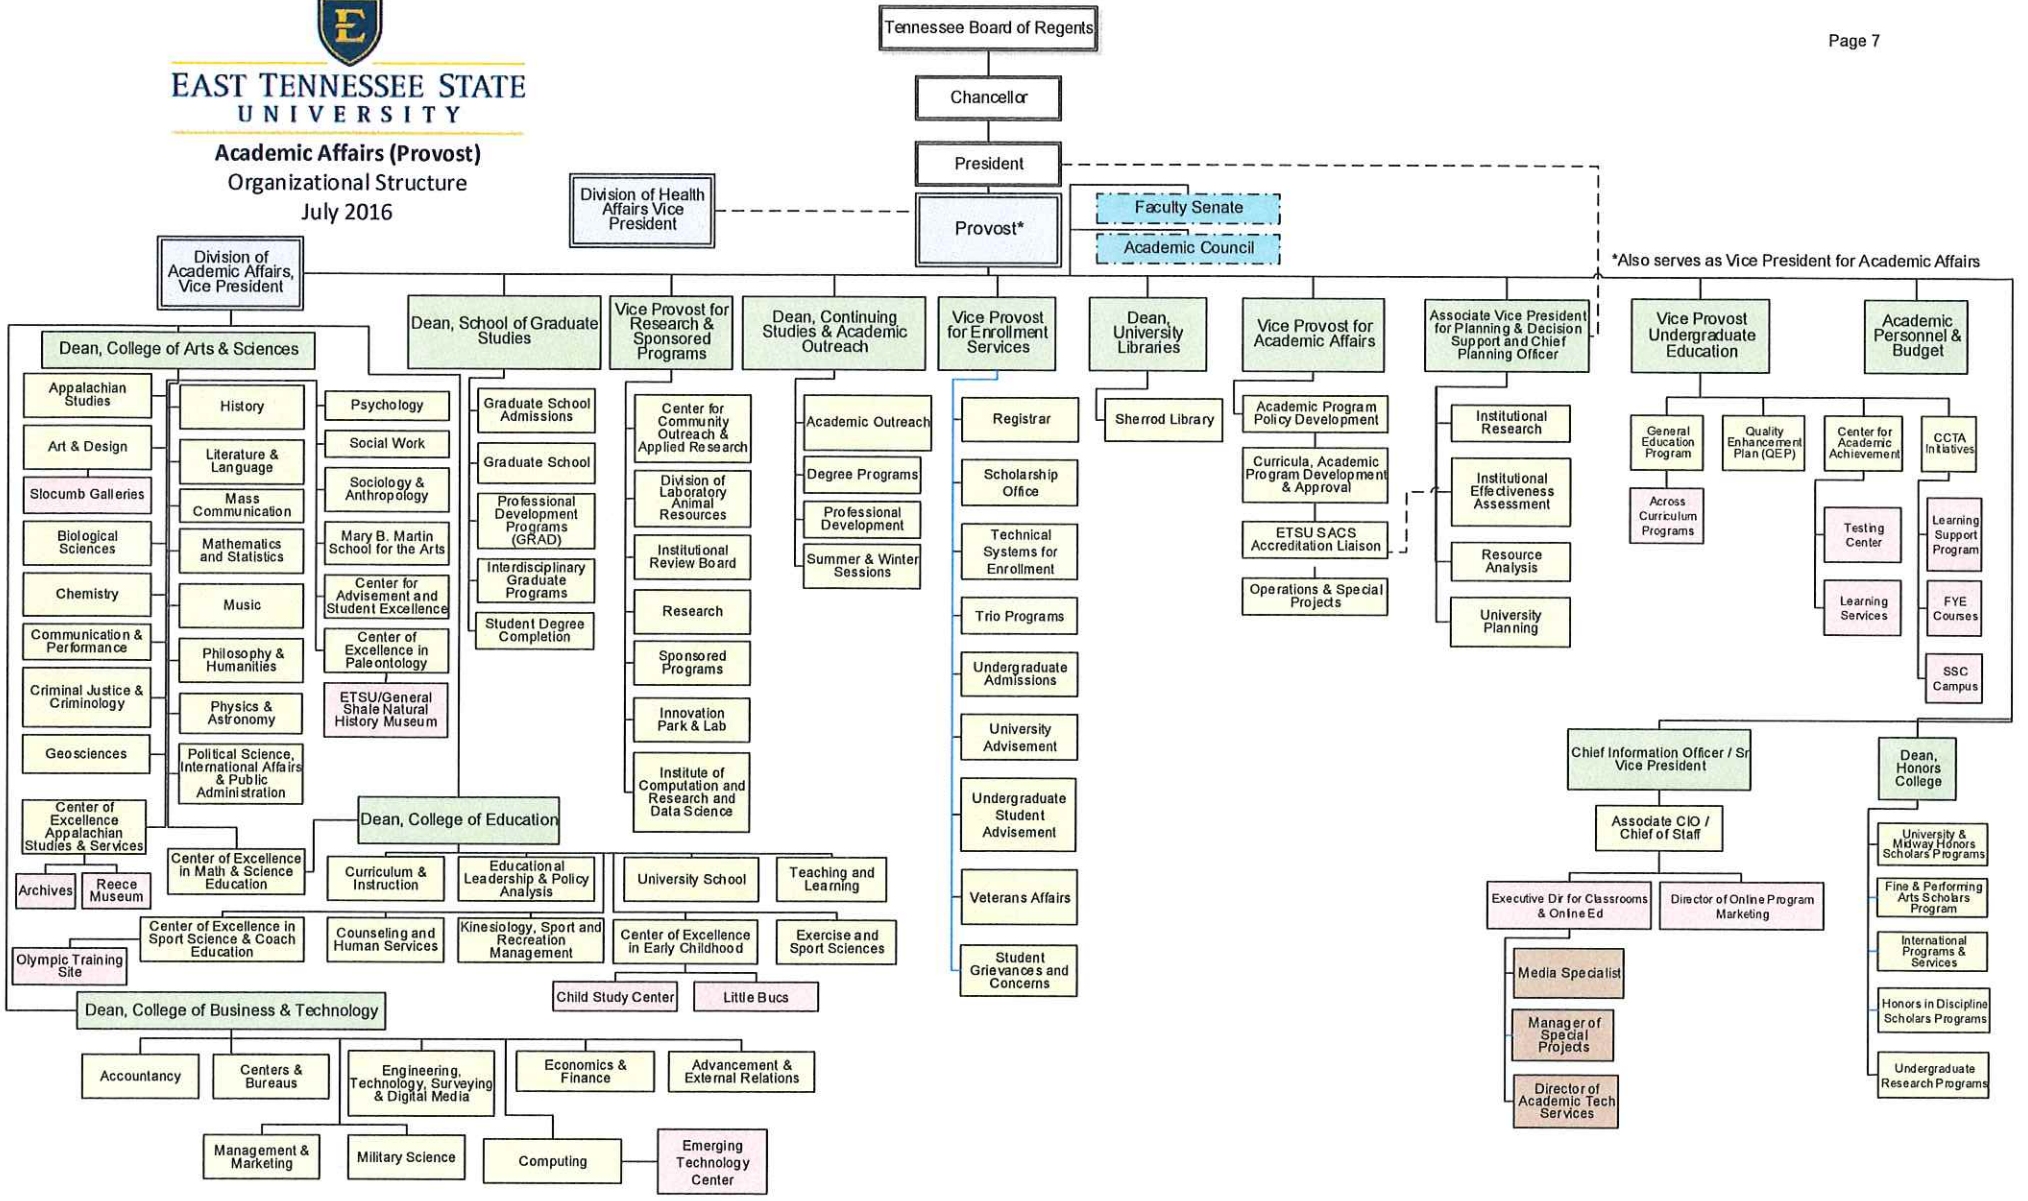 E
EAST TENNESSEE STATE
UNIVERSITY
Academic Affairs (Provost)
Organizational Structure
July 2016
Page 7
Tennessee Board of Regents
Chancellor
President
Provost*
Division of Health
Affairs Vice
President
Faculty Senate
Academic Council
*Also serves as Vice President for Academic Affairs
Division of
Academic Affairs,
Vice President
Dean, College of Arts & Sciences
Appalachian
Studies
Art & Design
Slocumb Galleries
Biological
Sciences
Chemistry
Communication &
Performance
Criminal Justice &
Criminology
Geosciences
Center of
Excellence
Appalachian
Studies & Services
Archives
Reece
Museum
History
Literature &
Language
Mass
Communication
Mathematics
and Statistics
Music
Philosophy &
Humanities
Physics &
Astronomy
Political Science,
International Affairs
& Public
Administration
Center of Excellence
in Math & Science
Education
Psychology
Social Work
Sociology &
Anthropology
Mary B. Martin
School for the Arts
Center for
Advisement and
Student Excellence
Center of
Excellence in
Paleontology
ETSU/General
Shale Natural
History Museum
Dean, School of Graduate
Studies
Graduate School
Admissions
Graduate School
Professional
Development
Programs
(GRAD)
Interdisciplinary
Graduate
Programs
Student Degree
Completion
Vice Provost for
Research &
Sponsored
Programs
Center for
Community
Outreach &
Applied Research
Division of
Laboratory
Animal
Resources
Institutional
Review Board
Research
Sponsored
Programs
Innovation
Park & Lab
Institute of
Computation and
Research and
Data Science
Dean, Continuing
Studies & Academic
Outreach
Academic Outreach
Degree Programs
Professional
Development
Summer & Winter
Sessions
Vice Provost
for Enrollment
Services
Registrar
Scholarship
Office
Technical
Systems for
Enrollment
Trio Programs
Undergraduate
Admissions
University
Advisement
Undergraduate
Student
Advisement
Veterans Affairs
Student
Grievances and
Concerns
Dean,
University
Libraries
Sherrod Library
Vice Provost for
Academic Affairs
Academic Program
Policy Development
Curricula, Academic
Program Development
& Approval
ETSU SACS
Accreditation Liaison
Operations & Special
Projects
Associate Vice President
for Planning & Decision
Support and Chief
Planning Officer
Institutional
Research
Institutional
Effectiveness
Assessment
Resource
Analysis
University
Planning
Vice Provost
Undergraduate
Education
General
Education
Program
Across
Curriculum
Programs
Quality
Enhancement
Plan (QEP)
Center for
Academic
Achievement
Testing
Center
Learning
Services
CCTA
Initiatives
Learning
Support
Program
FYE
Courses
SSC
Campus
Academic
Personnel &
Budget
Chief Information Officer / Sr
Vice President
Associate CIO /
Chief of Staff
Executive Dir for Classrooms
& Online Ed
Director of Online Program
Marketing
Media Specialist
Manager of
Special
Projects
Director of
Academic Tech
Services
Dean,
Honors
College
University &
Midway Honors
Scholars Programs
Fine & Performing
Arts Scholars
Program
International
Programs &
Services
Honors in Discipline
Scholars Programs
Undergraduate
Research Programs
Dean, College of Education
Curriculum &
Instruction
Educational
Leadership & Policy
Analysis
University School
Teaching and
Learning
Center of Excellence in
Sport Science & Coach
Education
Olympic Training
Site
Counseling and
Human Services
Kinesiology, Sport and
Recreation
Management
Center of Excellence
in Early Childhood
Exercise and
Sport Sciences
Child Study Center
Little Bucs
Dean, College of Business & Technology
Accountancy
Centers &
Bureaus
Engineering,
Technology, Surveying
& Digital Media
Economics &
Finance
Advancement &
External Relations
Management &
Marketing
Military Science
Computing
Emerging
Technology
Center